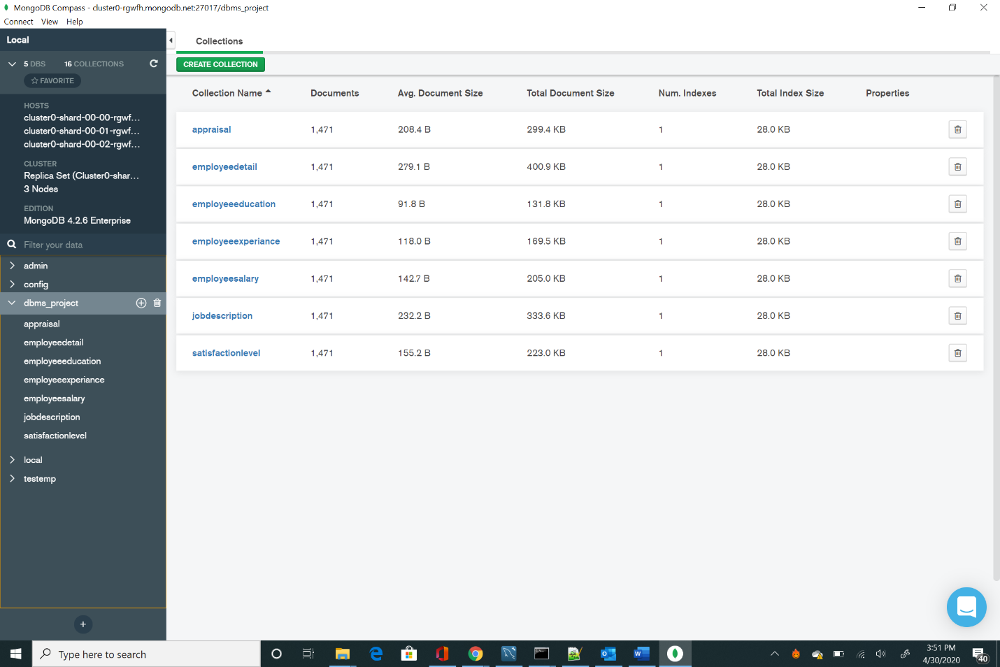 MongoDB Compass - cluster0-rgwfh.mongodb.net:27017/dbms_project
Connect View Help
Local
5 DBS 16 COLLECTIONS
FAVORITE
HOSTS
cluster0-shard-00-00-rgwf...
cluster0-shard-00-01-rgwf...
cluster0-shard-00-02-rgwf...
CLUSTER
Replica Set (Cluster0-shar...
3 Nodes
EDITION
MongoDB 4.2.6 Enterprise
Filter your data
admin
config
dbms_project
appraisal
employeedetail
employeeeducation
employeeexperiance
employeesalary
jobdescription
satisfactionlevel
local
testemp
+
Collections
CREATE COLLECTION
Collection Name Documents Avg. Document Size Total Document Size Num. Indexes Total Index Size Properties
appraisal 1,471 208.4 B 299.4 KB 1 28.0 KB
employeedetail 1,471 279.1 B 400.9 KB 1 28.0 KB
employeeeducation 1,471 91.8 B 131.8 KB 1 28.0 KB
employeeexperiance 1,471 118.0 B 169.5 KB 1 28.0 KB
employeesalary 1,471 142.7 B 205.0 KB 1 28.0 KB
jobdescription 1,471 232.2 B 333.6 KB 1 28.0 KB
satisfactionlevel 1,471 155.2 B 223.0 KB 1 28.0 KB
Type here to search
3:51 PM
4/30/2020
40